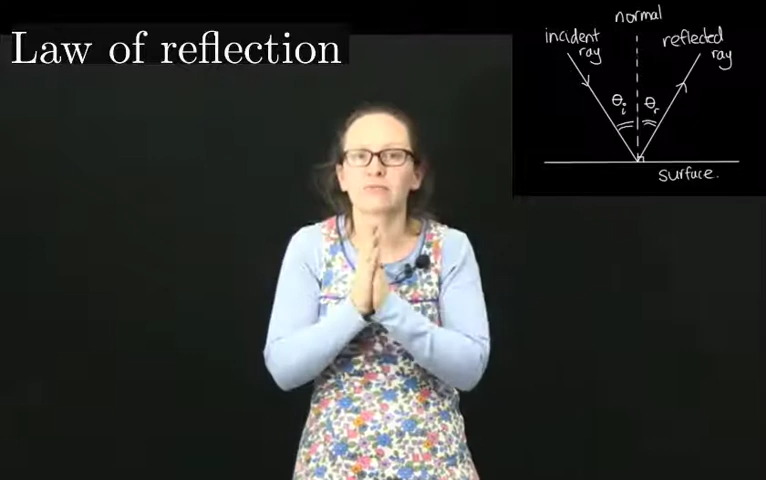 Law of reflection
normal
incident
ray
reflected
ray
θi
θr
surface.